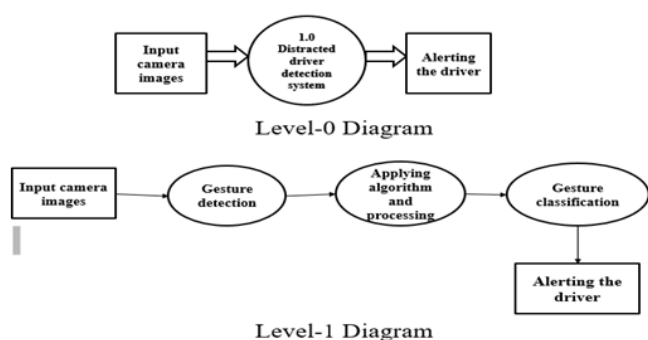 Input
camera
images
1.0
Distracted
driver
detection
system
Alerting
the driver
Level-0 Diagram
Input camera
images
Gesture
detection
Applying
algorithm
and
processing
Gesture
classification
Alerting the
driver
Level-1 Diagram